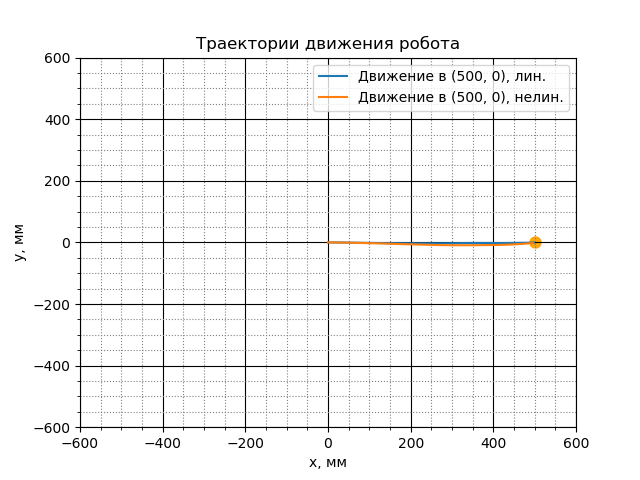 Траектории движения робота
Движение в (500, 0), лин.
Движение в (500, 0), нелин.
600
400
200
0
−200
−400
−600
y, мм
−600 −400 −200 0 200 400 600
x, мм